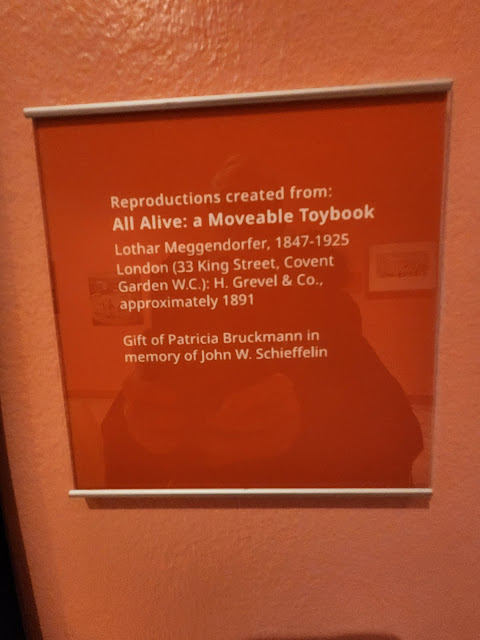 Reproductions created from:
All Alive: a Moveable Toybook
Lothar Meggendorfer, 1847-1925
London (33 King Street, Covent
Garden W.C.): H. Grevel & Co.,
approximately 1891
Gift of Patricia Bruckmann in
memory of John W. Schieffelin